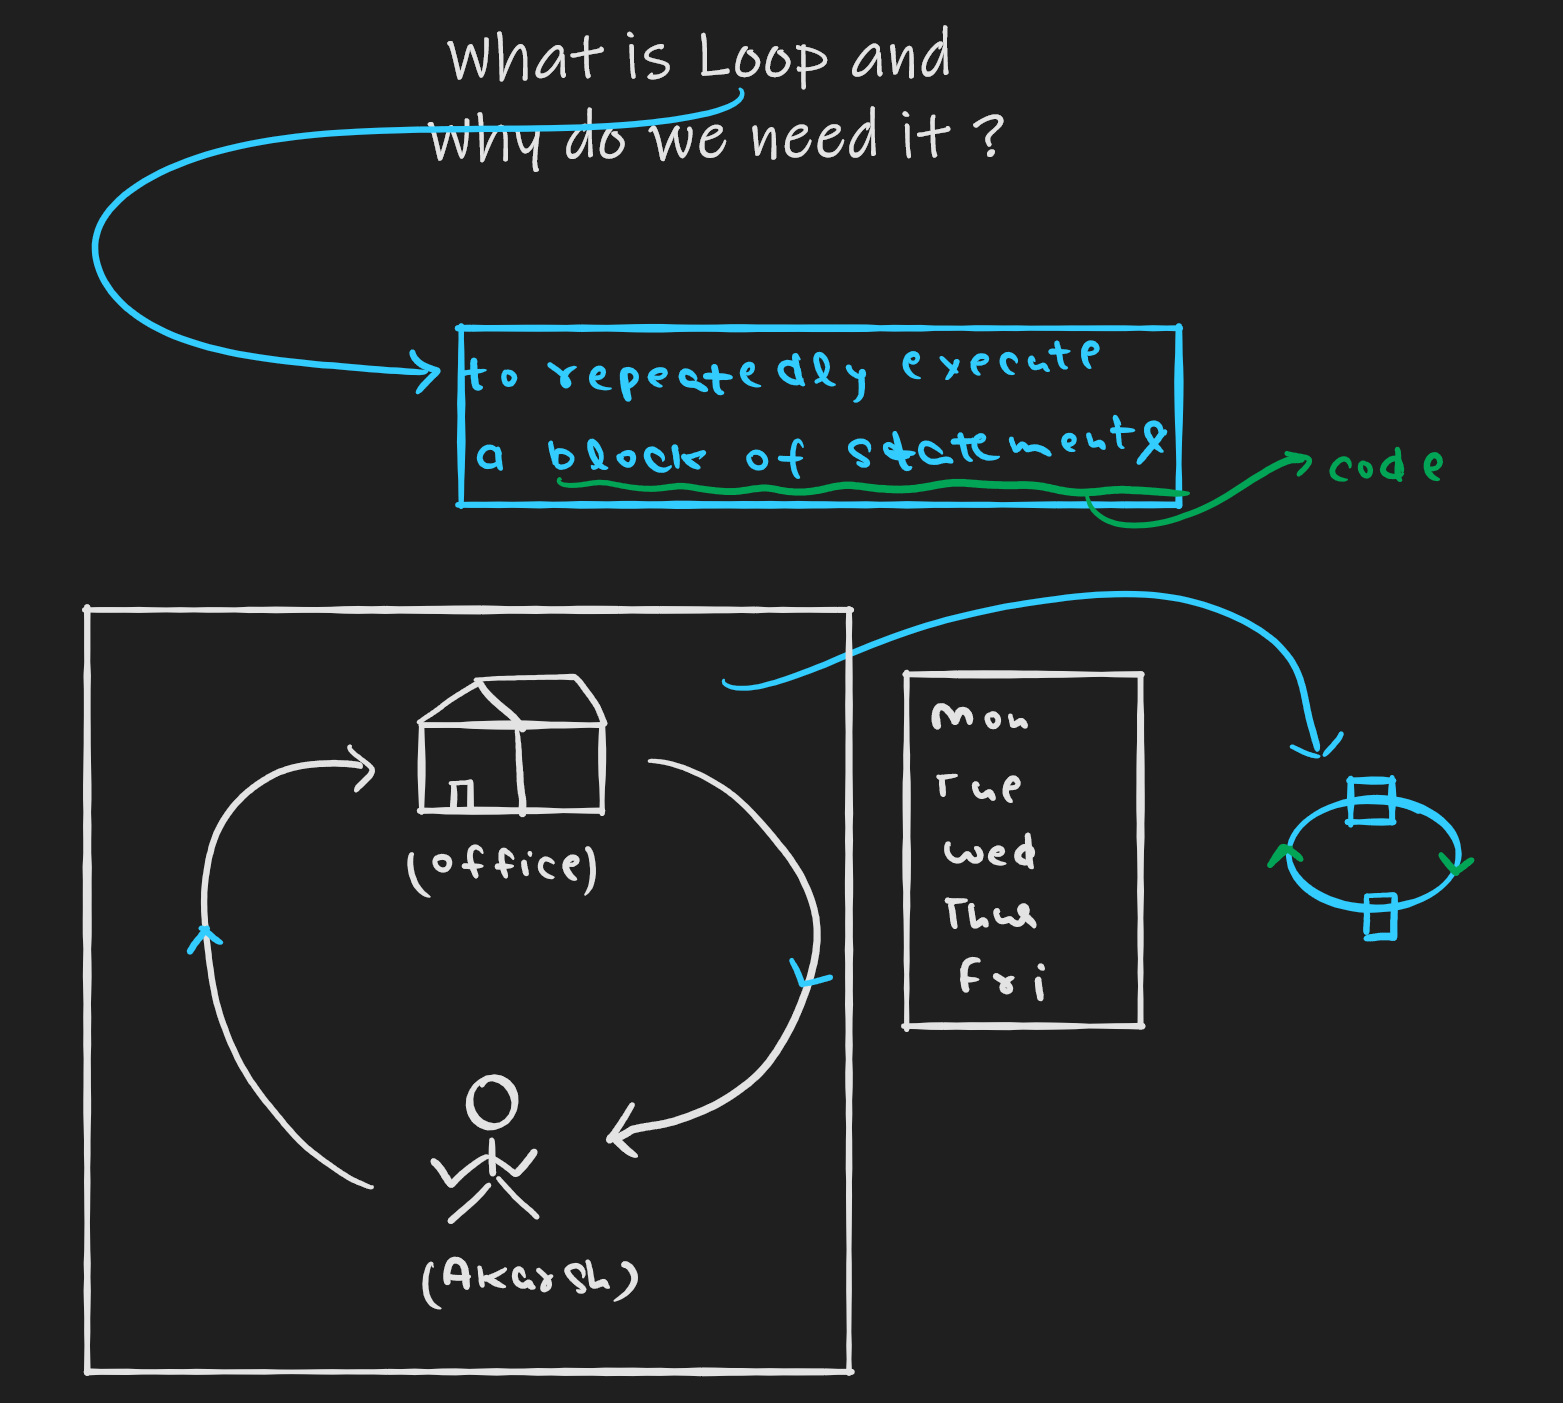 What is Loop and
Why do we need it ?
to repeatedly execute
a block of statements
code
(office)
Mon
Tue
Wed
Thus
Fri
(Akarsh)